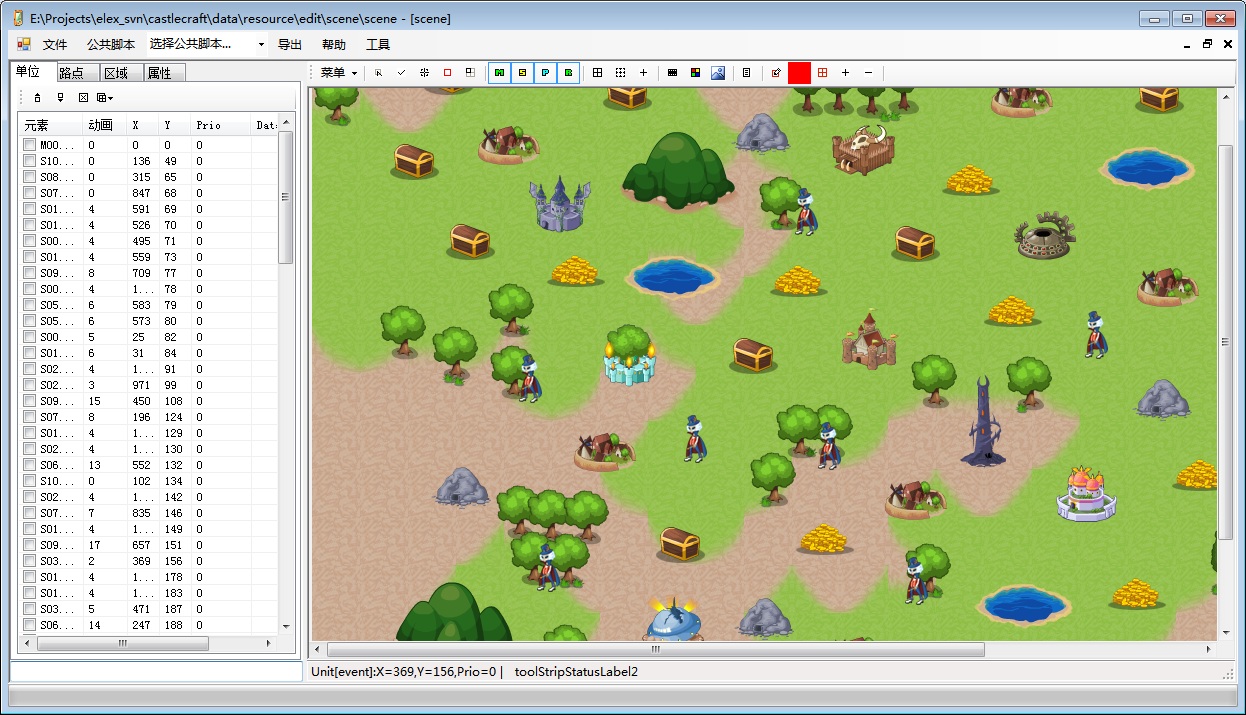 E:\Projects\elex_svn\castlecraft\data\resource\edit\scene\scene - [scene]
文件 公共脚本 选择公共脚本... 导出 帮助 工具
单位 路点 区域 属性
菜单
元素 动画 X Y Prio Dat
M00... 0 0 0 0
S10... 0 136 49 0
S08... 0 315 65 0
S07... 0 847 68 0
S01... 4 591 69 0
S01... 4 526 70 0
S00... 4 495 71 0
S01... 4 559 73 0
S09... 8 709 77 0
S00... 4 1... 78 0
S05... 6 583 79 0
S05... 6 573 80 0
S00... 5 25 82 0
S01... 6 31 84 0
S02... 4 1... 91 0
S02... 3 971 99 0
S09... 15 450 108 0
S07... 8 196 124 0
S01... 4 1... 129 0
S02... 4 1... 130 0
S06... 13 552 132 0
S10... 0 102 134 0
S02... 4 1... 142 0
S07... 7 835 146 0
S01... 4 1... 149 0
S09... 17 657 151 0
S03... 2 369 156 0
S01... 4 1... 178 0
S01... 4 1... 183 0
S03... 5 471 187 0
S06... 14 247 188 0
Unit[event]:X=369,Y=156,Prio=0 | toolStripStatusLabel2